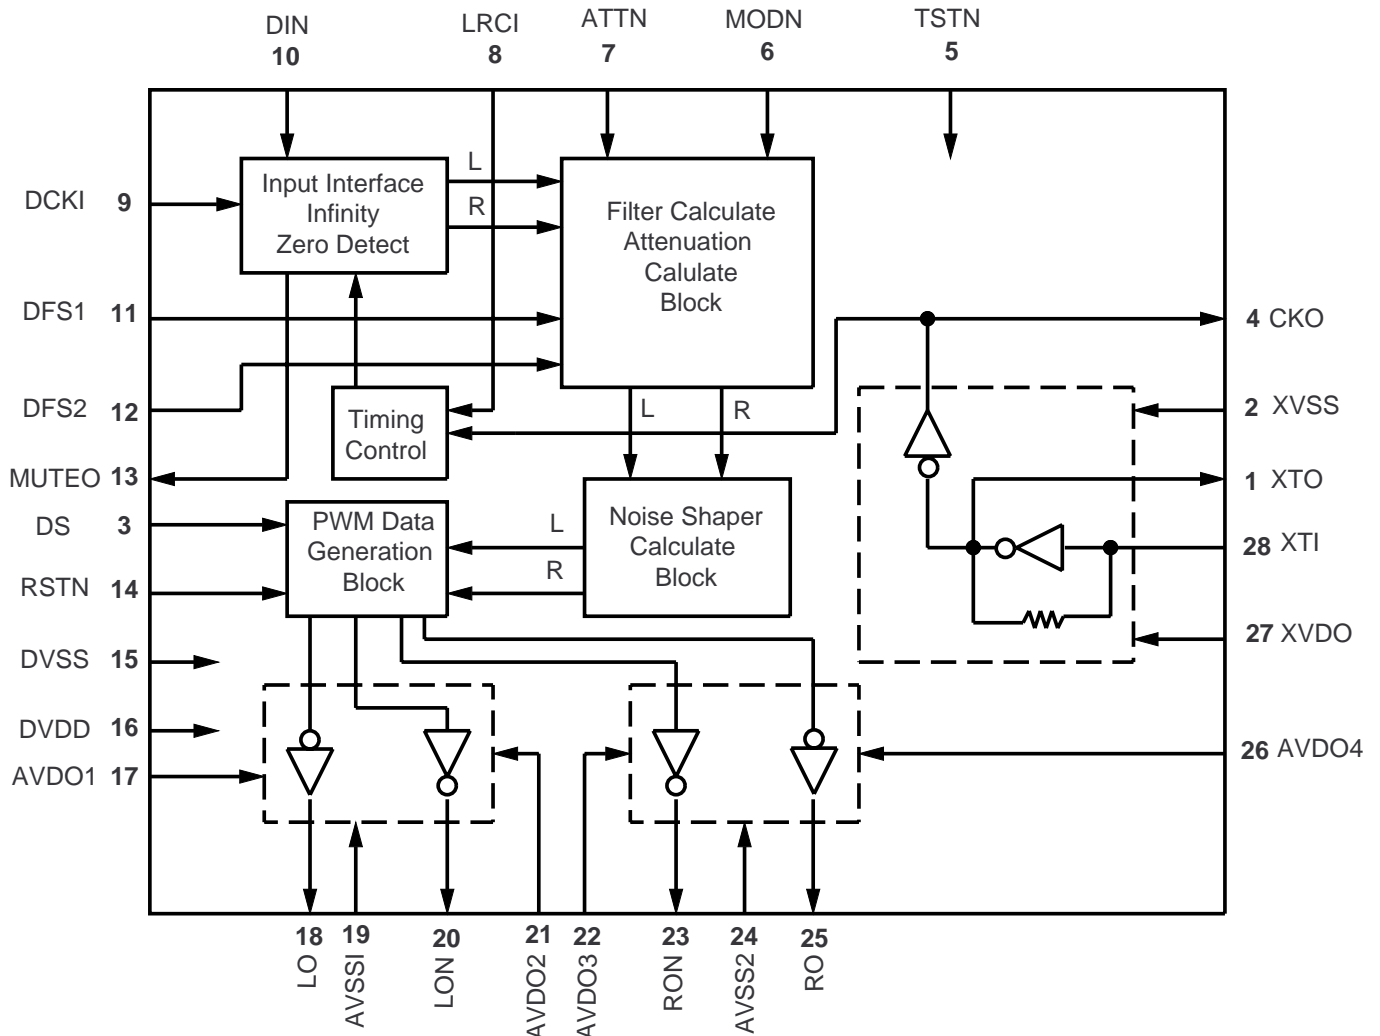 DIN
10
LRCI
8
ATTN
7
MODN
6
TSTN
5
DCKI 9
Input Interface
Infinity
Zero Detect
L
R
Filter Calculate
Attenuation
Calulate
Block
DFS1 11
4 CKO
DFS2 12
Timing
Control
L
R
2 XVSS
MUTEO 13
1 XTO
DS 3
PWM Data
Generation
Block
L
R
Noise Shaper
Calculate
Block
28 XTI
RSTN 14
27 XVDO
DVSS 15
DVDD 16
AVDO1 17
26 AVDO4
18
LO
19
AVSSI
20
LON
21
AVDO2
22
AVDO3
23
RON
24
AVSS2
25
RO